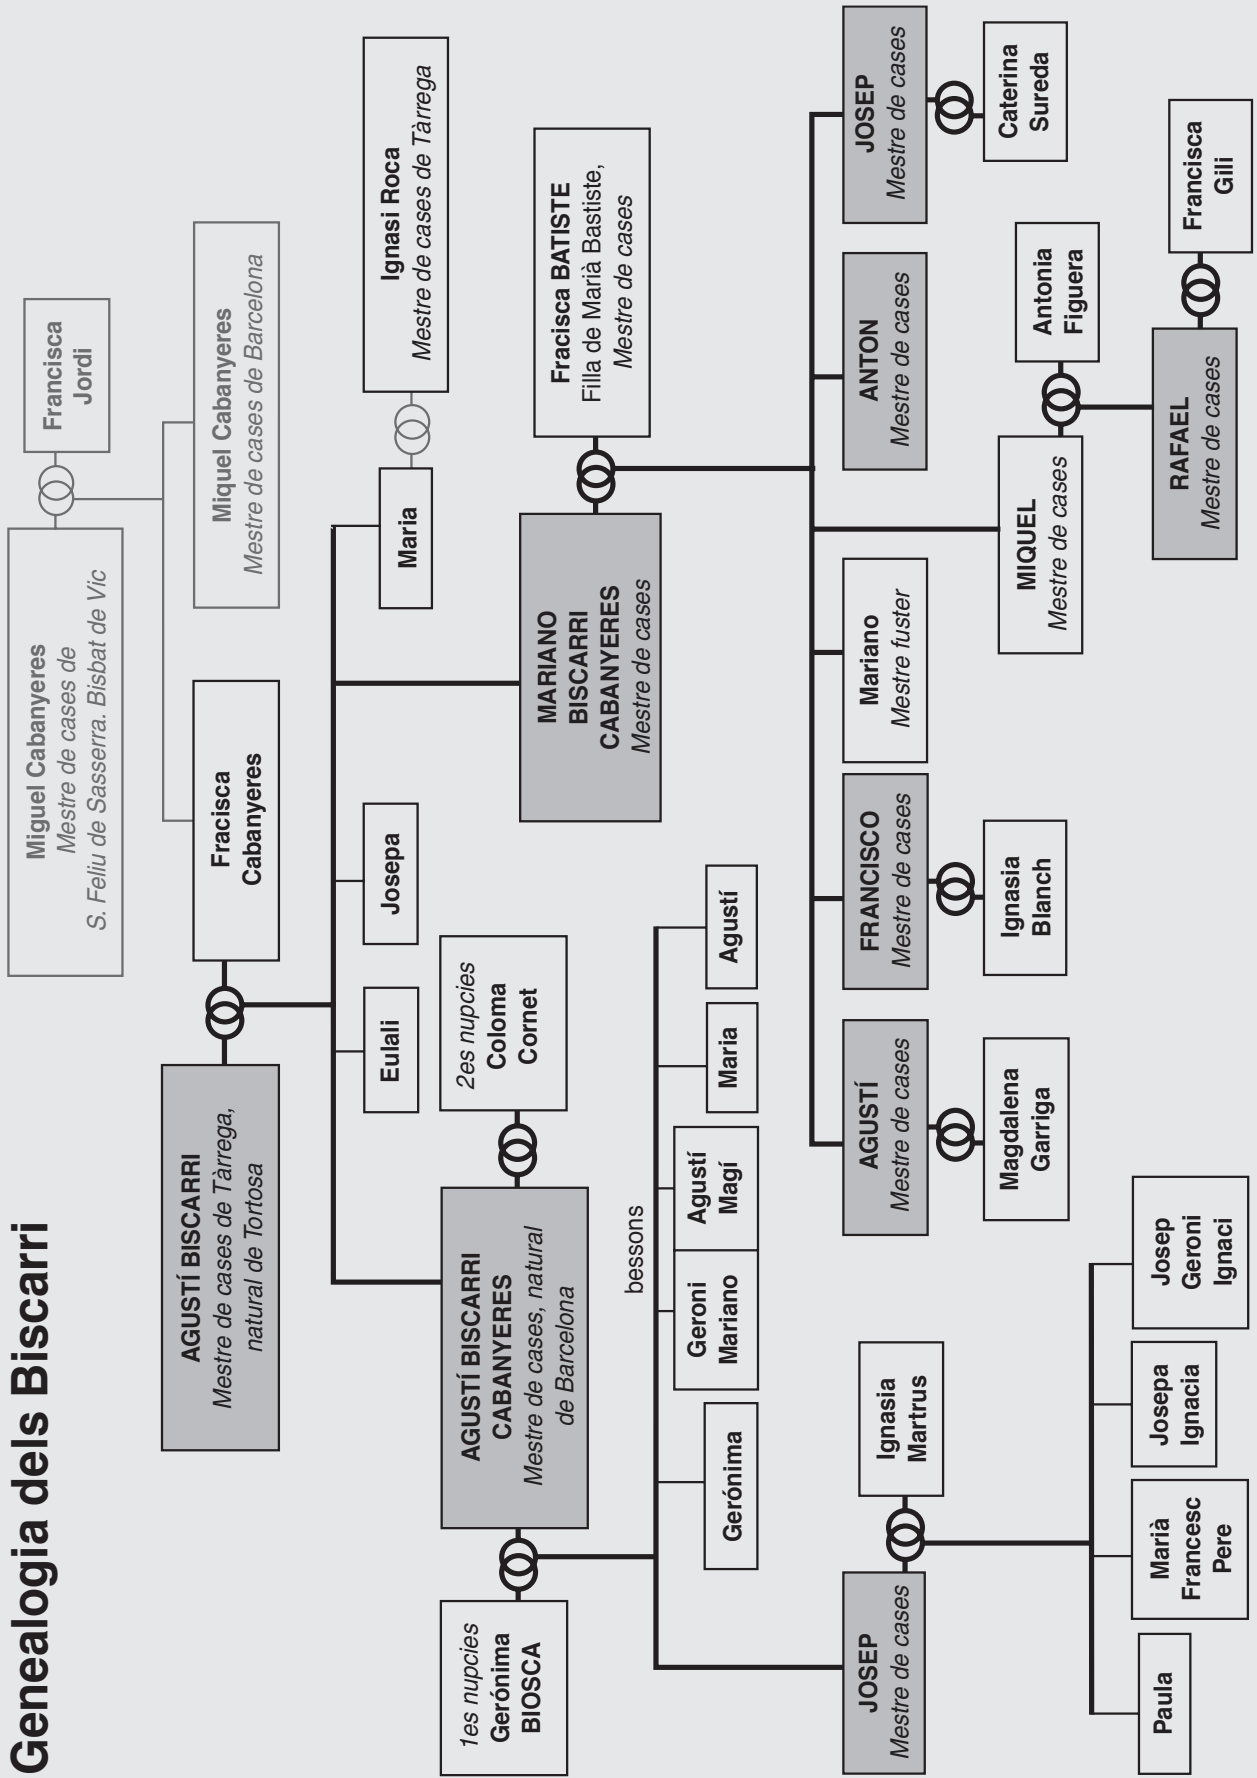 Genealogia dels Biscarri
Miguel Cabanyeres
Mestre de cases de
S. Feliu de Sasserra. Bisbat de Vic
Francisca
Jordi
AGUSTÍ BISCARRI
Mestre de cases de Tàrrega,
natural de Tortosa
Fracisca
Cabanyeres
Miquel Cabanyeres
Mestre de cases de Barcelona
Eulali
Josepa
Maria
Ignasi Roca
Mestre de cases de Tàrrega
1es nupcies
Gerónima
BIOSCA
AGUSTÍ BISCARRI
CABANYERES
Mestre de cases, natural
de Barcelona
2es nupcies
Coloma
Cornet
MARIANO
BISCARRI
CABANYERES
Mestre de cases
Fracisca BATISTE
Filla de Marià Bastiste,
Mestre de cases
bessons
Gerónima
Geroni
Mariano
Agustí
Magí
Maria
Agustí
JOSEP
Mestre de cases
Ignasia
Martrus
AGUSTÍ
Mestre de cases
FRANCISCO
Mestre de cases
Mariano
Mestre fuster
ANTON
Mestre de cases
JOSEP
Mestre de cases
Magdalena
Garriga
Ignasia
Blanch
MIQUEL
Mestre de cases
Antonia
Figuera
Caterina
Sureda
Paula
Marià
Francesc
Pere
Josepa
Ignacia
Josep
Geroni
Ignaci
RAFAEL
Mestre de cases
Francisca
Gili